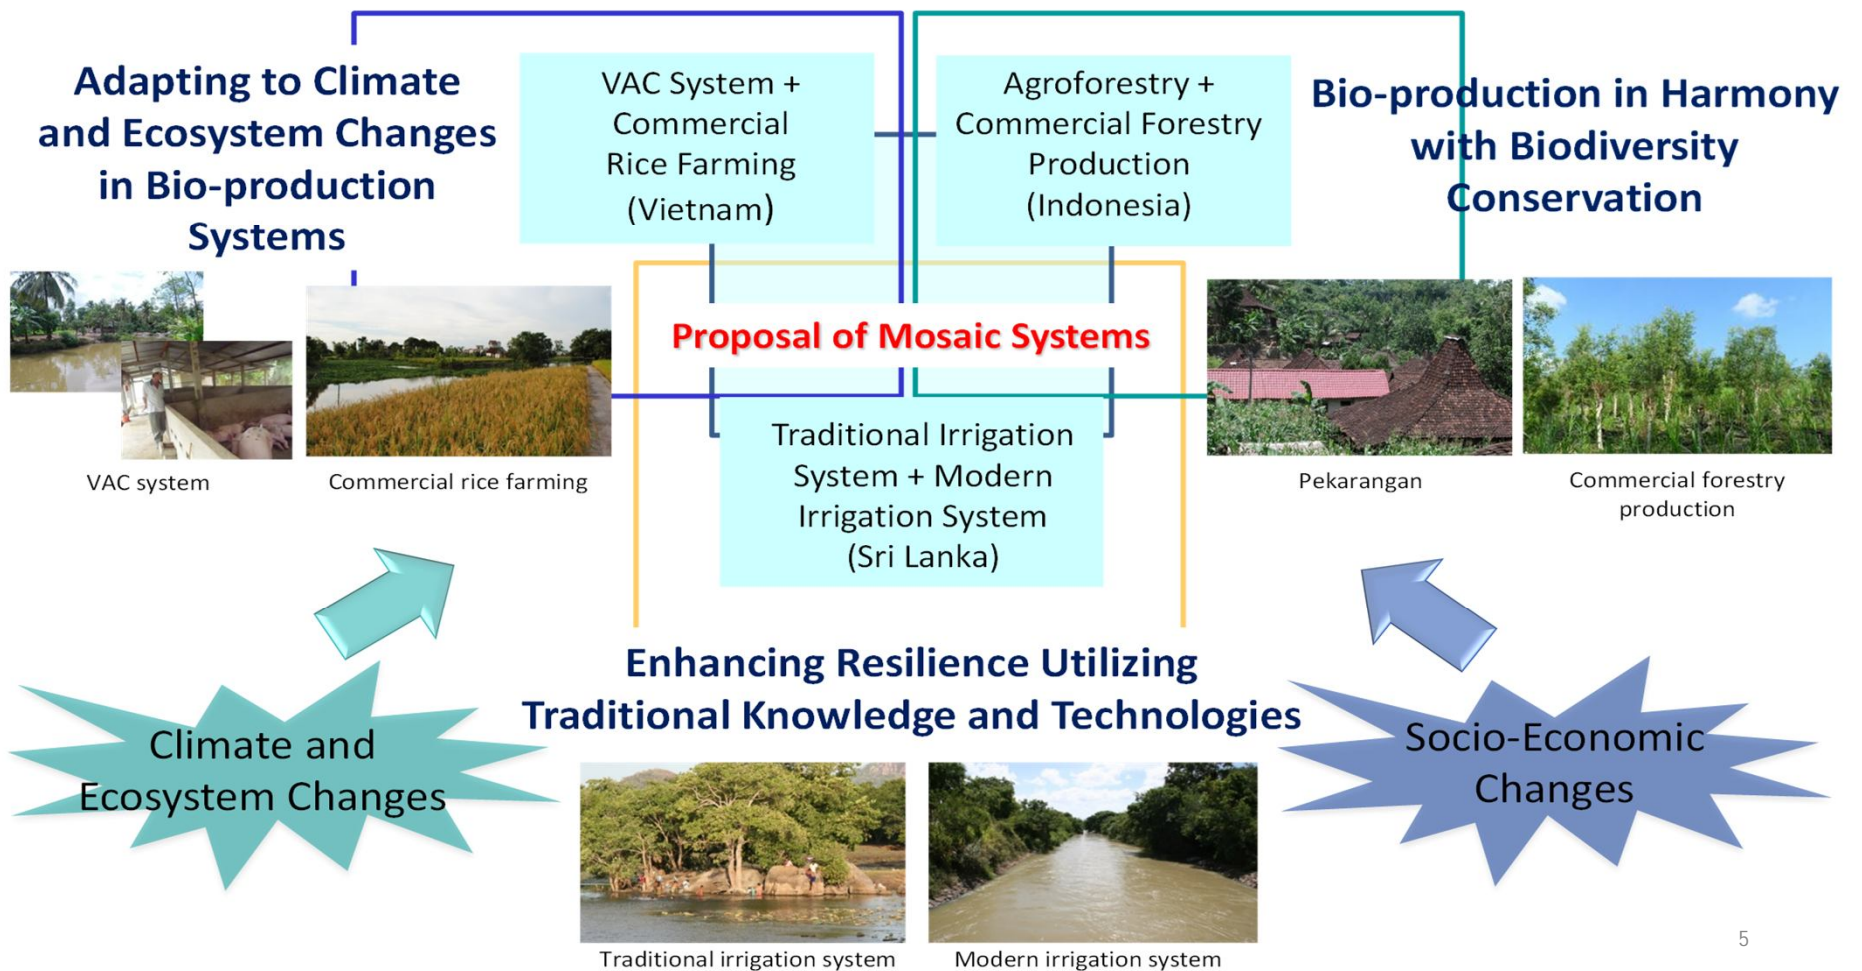 Adapting to Climate
and Ecosystem Changes
in Bio-production
Systems
VAC System +
Commercial
Rice Farming
(Vietnam)
Agroforestry +
Commercial Forestry
Production
(Indonesia)
Bio-production in Harmony
with Biodiversity
Conservation
Proposal of Mosaic Systems
VAC system
Commercial rice farming
Traditional Irrigation
System + Modern
Irrigation System
(Sri Lanka)
Pekarangan
Commercial forestry
production
Enhancing Resilience Utilizing
Traditional Knowledge and Technologies
Climate and
Ecosystem Changes
Socio-Economic
Changes
Traditional irrigation system
Modern irrigation system
5